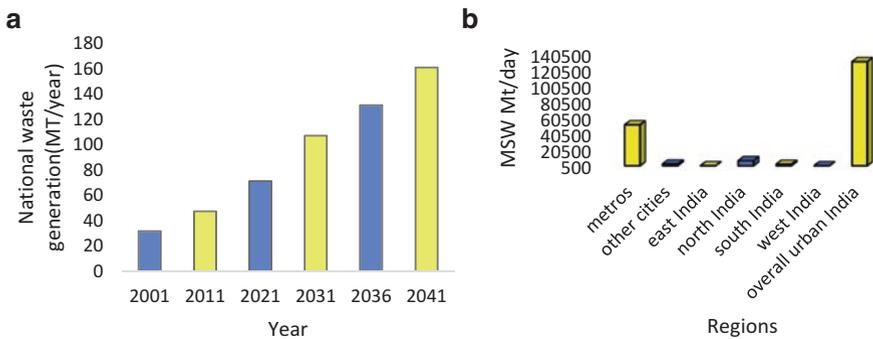 a
National waste
generation(MT/year)
180
160
140
120
100
80
60
40
20
0
2001 2011 2021 2031 2036 2041
Year
b
MSW Mt/day
140500
120500
100500
80500
60500
40500
20500
500
metros
other cities
east India
north India
south India
west India
overall urban India
Regions